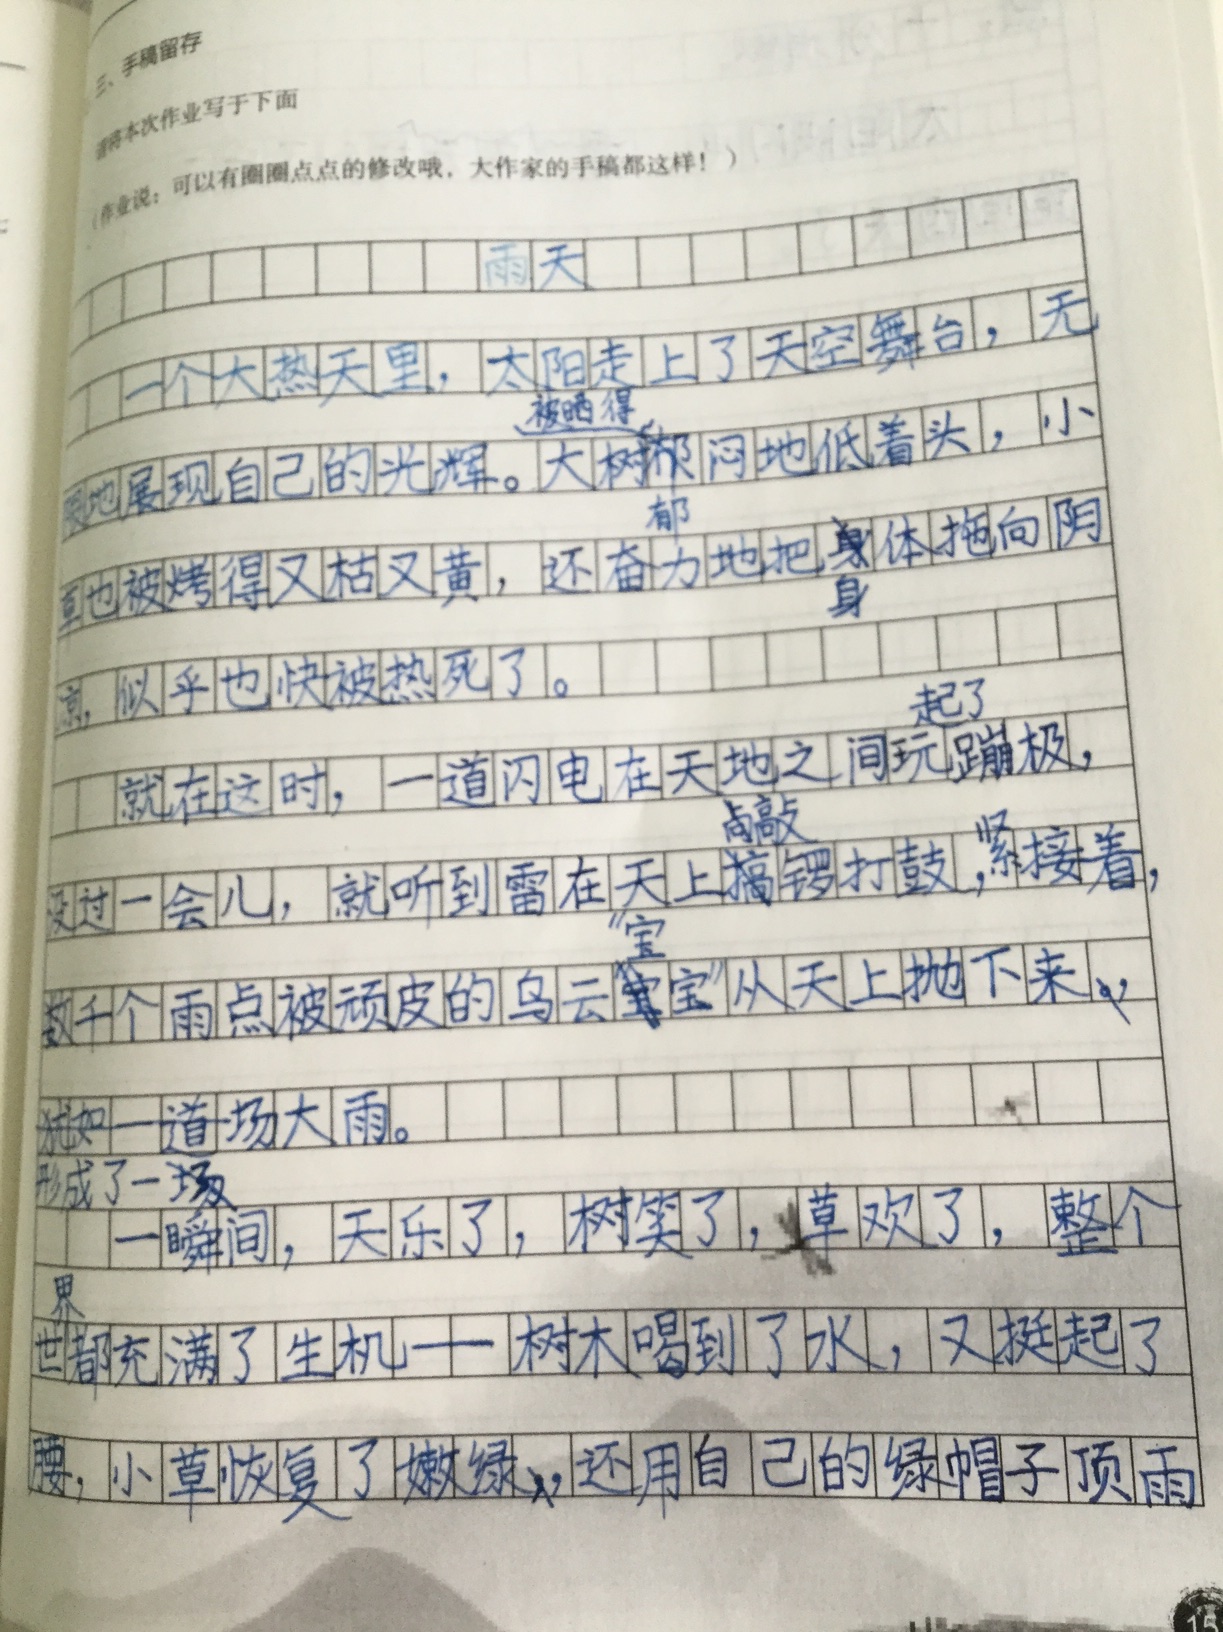 三、手稿留存
请将本次作业写于下面
（作业说：可以有圈圈点点的修改哦，大作家的手稿都这样！）
雨天
一个大热天里，太阳走上了天空舞台，无
被晒得
限地展现自己的光辉。大树郁闷地低着头，小
郁
草也被烤得又枯又黄，还奋力地把身体拖向阴
身
凉，似乎也快被热死了。
起了
就在这时，一道闪电在天地之间玩蹦极，
敲
没过一会儿，就听到雷在天上搞锣打鼓，紧接着，
"宝
数千个雨点被顽皮的乌云宝宝"从天上抛下来，
犹如一道场大雨。
形成了一场
一瞬间，天乐了，树笑了，草欢了，整个
界
世都充满了生机——树木喝到了水，又挺起了
腰，小草恢复了嫩绿，还用自己的绿帽子顶雨
15